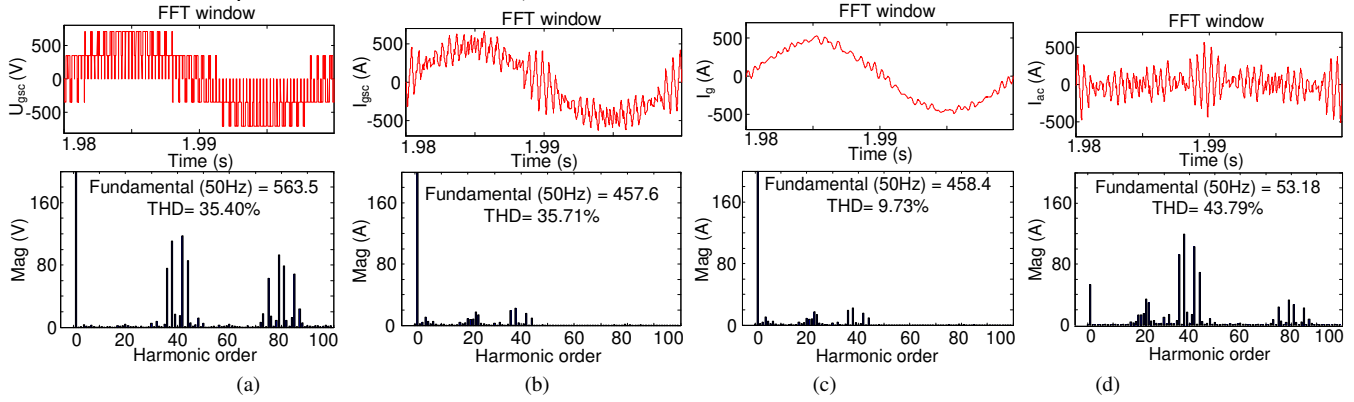 FFT window
U_gsc (V)
500
0
-500
1.98
1.99
Time (s)
Fundamental (50Hz) = 563.5
THD= 35.40%
Mag (V)
160
80
0
0
20
40
60
80
100
Harmonic order
(a)
FFT window
I_gsc (A)
500
0
-500
1.98
1.99
Time (s)
Fundamental (50Hz) = 457.6
THD= 35.71%
Mag (A)
160
80
0
0
20
40
60
80
100
Harmonic order
(b)
FFT window
I_g (A)
500
0
-500
1.98
1.99
Time (s)
Fundamental (50Hz) = 458.4
THD= 9.73%
Mag (A)
160
80
0
0
20
40
60
80
100
Harmonic order
(c)
FFT window
I_ac (A)
500
0
-500
1.98
1.99
Time (s)
Fundamental (50Hz) = 53.18
THD= 43.79%
Mag (A)
160
80
0
0
20
40
60
80
100
Harmonic order
(d)